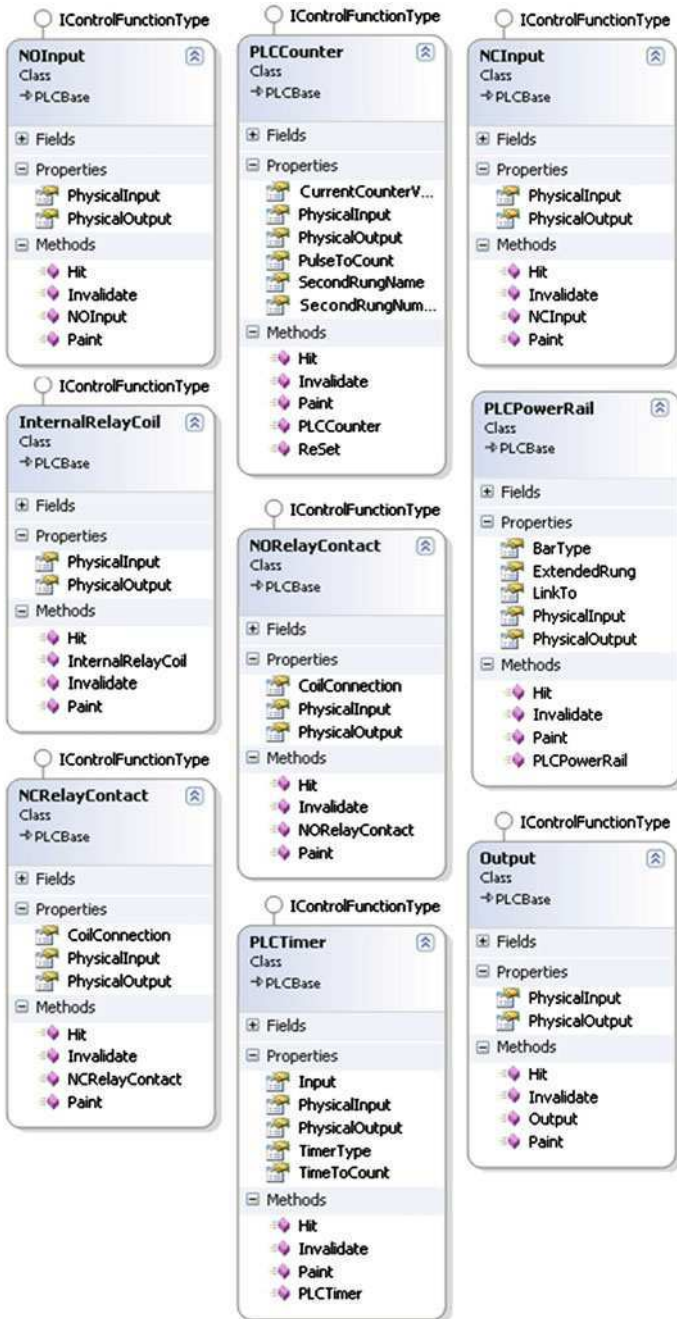 IControlFunctionType
NOInput
Class
PLCBase
Fields
Properties
PhysicalInput
PhysicalOutput
Methods
Hit
Invalidate
NOInput
Paint
IControlFunctionType
InternalRelayCoil
Class
PLCBase
Fields
Properties
PhysicalInput
PhysicalOutput
Methods
Hit
InternalRelayCoil
Invalidate
Paint
IControlFunctionType
NCRelayContact
Class
PLCBase
Fields
Properties
CoilConnection
PhysicalInput
PhysicalOutput
Methods
Hit
Invalidate
NCRelayContact
Paint
IControlFunctionType
PLCCounter
Class
PLCBase
Fields
Properties
CurrentCounterV...
PhysicalInput
PhysicalOutput
PulseToCount
SecondRungName
SecondRungNum...
Methods
Hit
Invalidate
Paint
PLCCounter
ReSet
IControlFunctionType
NORelayContact
Class
PLCBase
Fields
Properties
CoilConnection
PhysicalInput
PhysicalOutput
Methods
Hit
Invalidate
NORelayContact
Paint
IControlFunctionType
PLCTimer
Class
PLCBase
Fields
Properties
Input
PhysicalInput
PhysicalOutput
TimerType
TimeToCount
Methods
Hit
Invalidate
Paint
PLCTimer
IControlFunctionType
NCInput
Class
PLCBase
Fields
Properties
PhysicalInput
PhysicalOutput
Methods
Hit
Invalidate
NCInput
Paint
PLCPowerRail
Class
PLCBase
Fields
Properties
BarType
ExtendedRung
LinkTo
PhysicalInput
PhysicalOutput
Methods
Hit
Invalidate
Paint
PLCPowerRail
IControlFunctionType
Output
Class
PLCBase
Fields
Properties
PhysicalInput
PhysicalOutput
Methods
Hit
Invalidate
Output
Paint